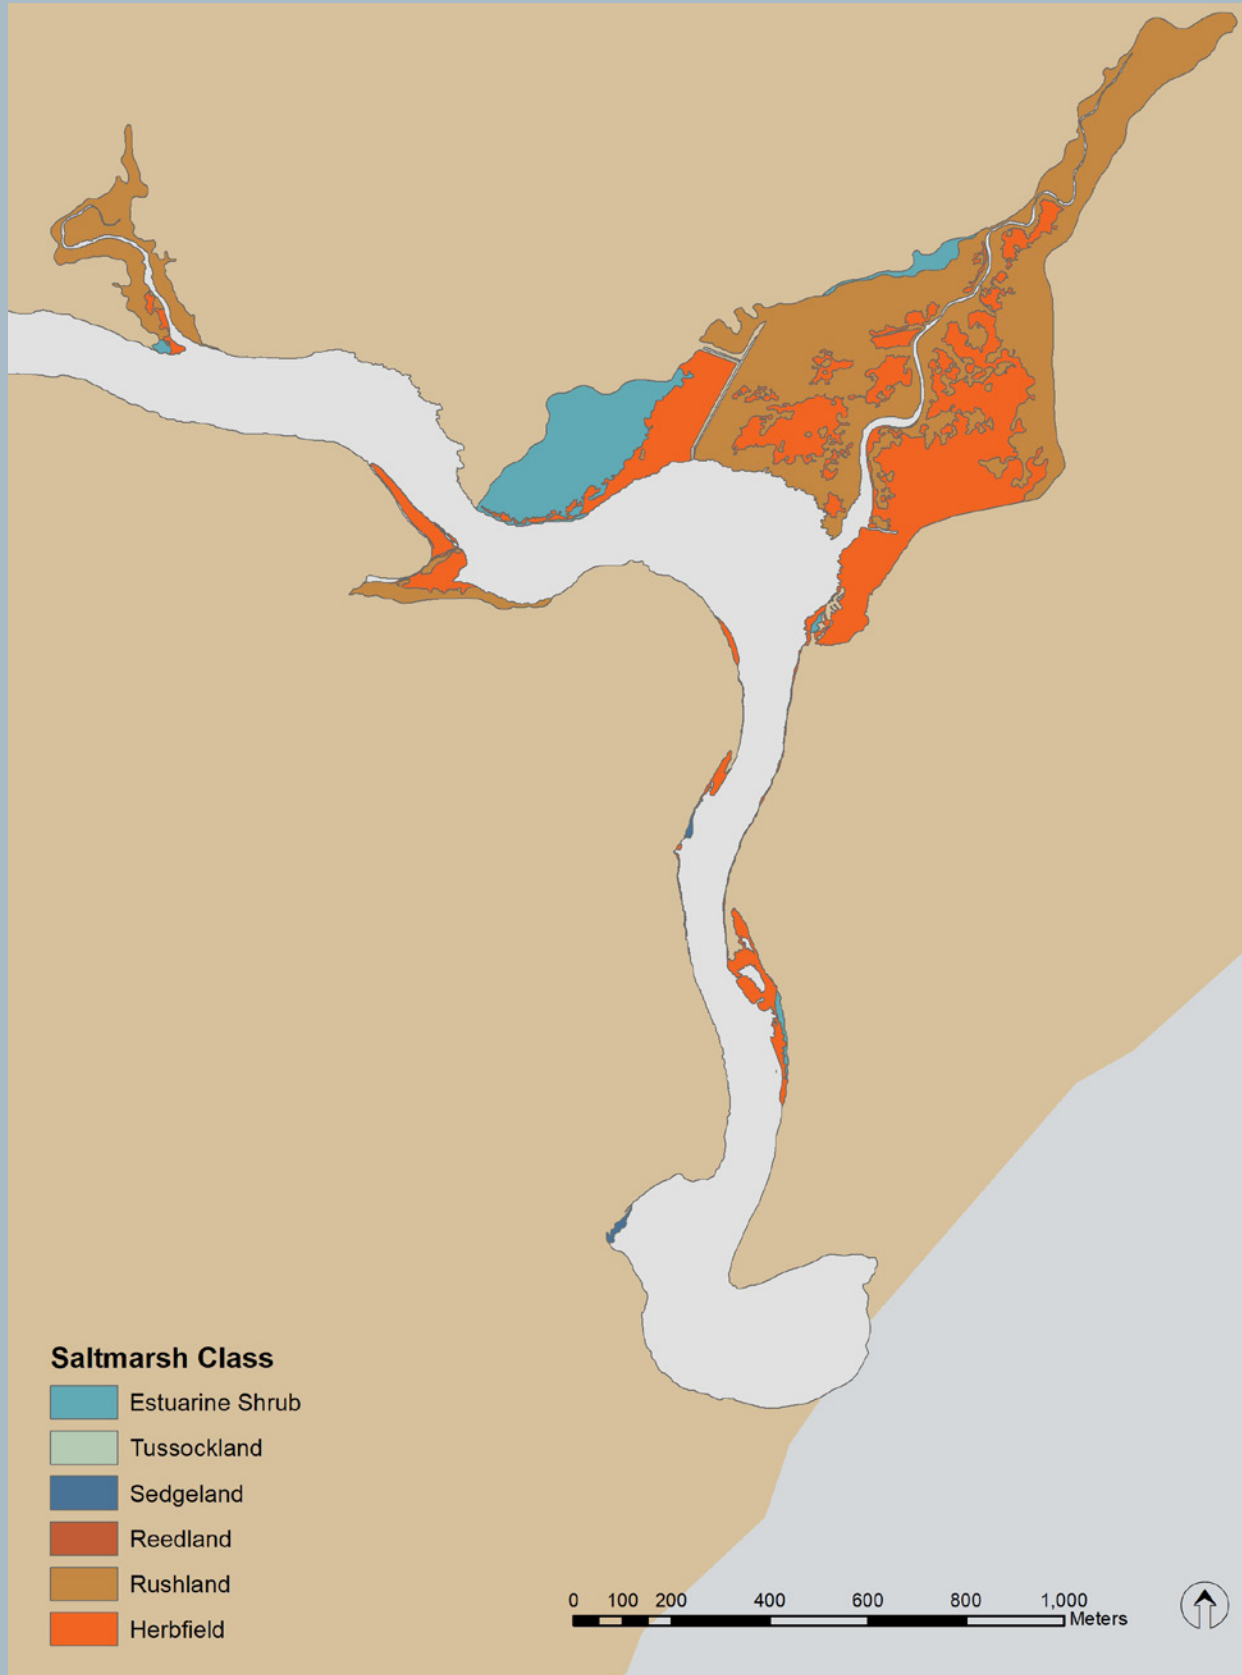 Saltmarsh Class
Estuarine Shrub
Tussockland
Sedgeland
Reedland
Rushland
Herbfield
0 100 200 400 600 800 1,000
Meters